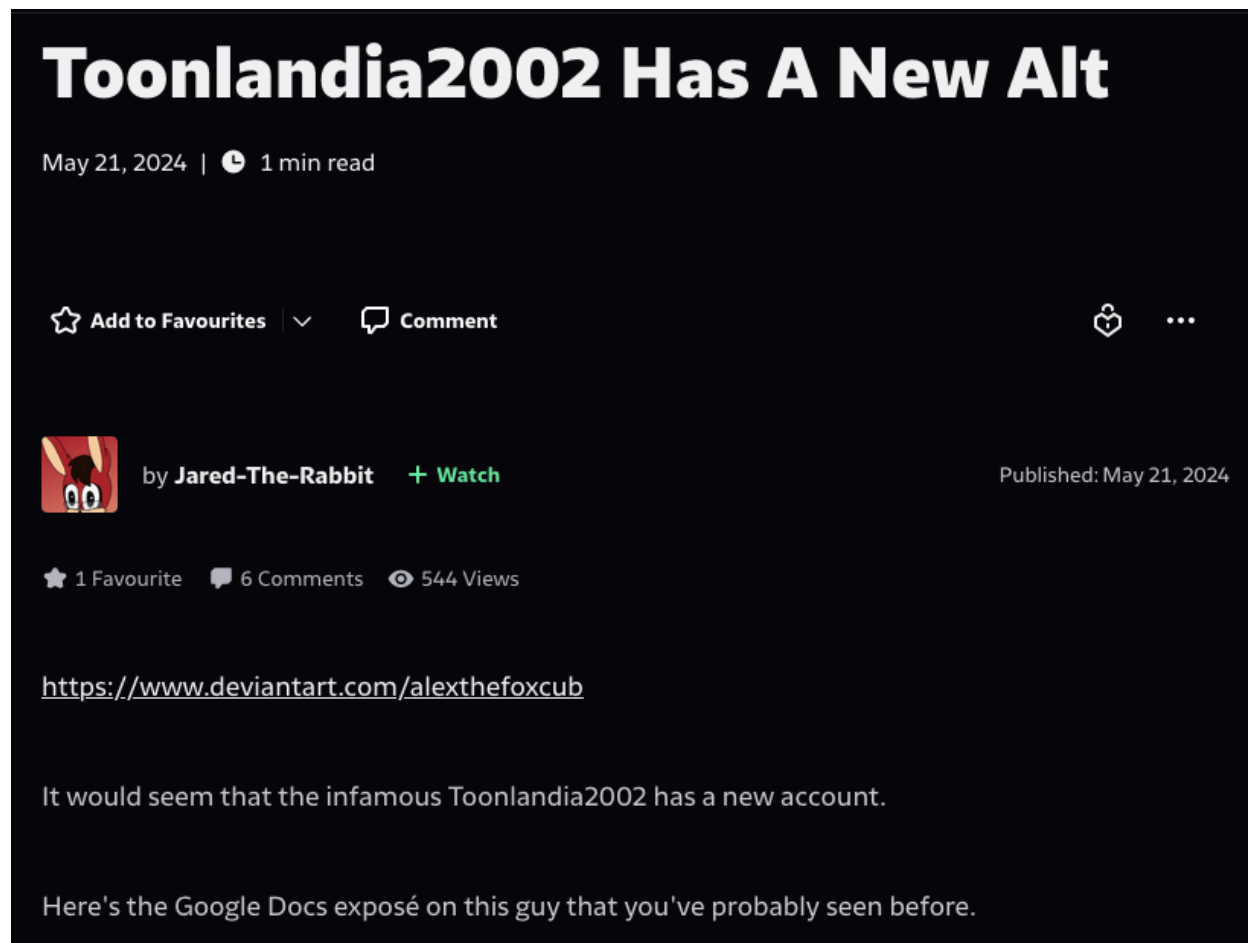 Toonlandia2002 Has A New Alt
May 21, 2024 | 1 min read
Add to Favourites Comment
by Jared-The-Rabbit + Watch Published: May 21, 2024
1 Favourite 6 Comments 544 Views
https://www.deviantart.com/alexthefoxcub
It would seem that the infamous Toonlandia2002 has a new account.
Here's the Google Docs exposé on this guy that you've probably seen before.